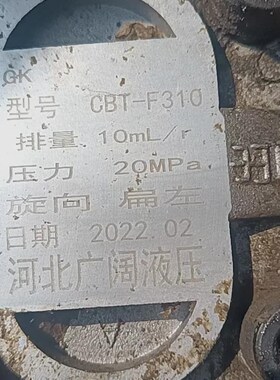 GK
型号 CBT-F310
排量 10mL/r
压力 20MPa
旋向 扁左
日期 2022.02
河北广阔液压